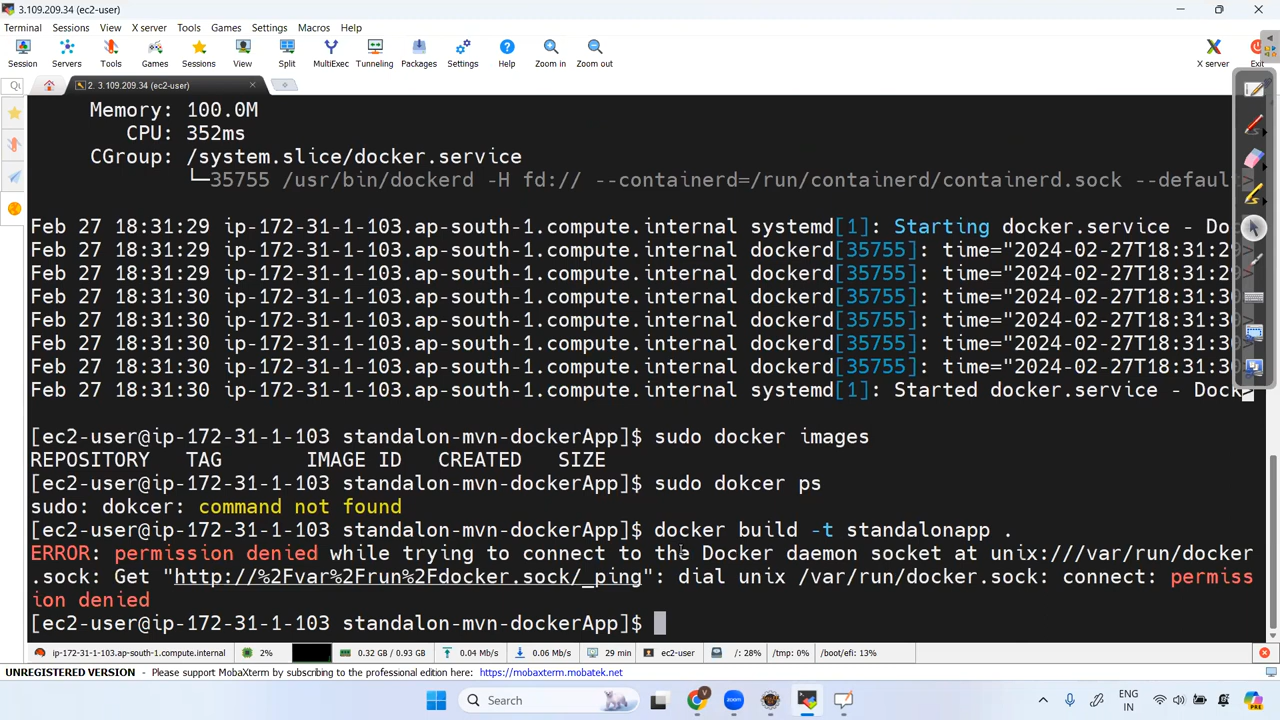 3.109.209.34 (ec2-user)
Terminal Sessions View X server Tools Games Settings Macros Help
Session Servers Tools Games Sessions View Split MultiExec Tunneling Packages Settings Help Zoom in Zoom out X server Exit
2. 3.109.209.34 (ec2-user)
Memory: 100.0M
CPU: 352ms
CGroup: /system.slice/docker.service
└─35755 /usr/bin/dockerd -H fd:// --containerd=/run/containerd/containerd.sock --default
Feb 27 18:31:29 ip-172-31-1-103.ap-south-1.compute.internal systemd[1]: Starting docker.service - Doc
Feb 27 18:31:29 ip-172-31-1-103.ap-south-1.compute.internal dockerd[35755]: time="2024-02-27T18:31:29>
Feb 27 18:31:29 ip-172-31-1-103.ap-south-1.compute.internal dockerd[35755]: time="2024-02-27T18:31:29>
Feb 27 18:31:30 ip-172-31-1-103.ap-south-1.compute.internal dockerd[35755]: time="2024-02-27T18:31:30>
Feb 27 18:31:30 ip-172-31-1-103.ap-south-1.compute.internal dockerd[35755]: time="2024-02-27T18:31:30>
Feb 27 18:31:30 ip-172-31-1-103.ap-south-1.compute.internal dockerd[35755]: time="2024-02-27T18:31:30>
Feb 27 18:31:30 ip-172-31-1-103.ap-south-1.compute.internal dockerd[35755]: time="2024-02-27T18:31:30>
Feb 27 18:31:30 ip-172-31-1-103.ap-south-1.compute.internal systemd[1]: Started docker.service - Dock>
[ec2-user@ip-172-31-1-103 standalon-mvn-dockerApp]$ sudo docker images
REPOSITORY TAG IMAGE ID CREATED SIZE
[ec2-user@ip-172-31-1-103 standalon-mvn-dockerApp]$ sudo dokcer ps
sudo: dokcer: command not found
[ec2-user@ip-172-31-1-103 standalon-mvn-dockerApp]$ docker build -t standalonapp .
ERROR: permission denied while trying to connect to the Docker daemon socket at unix:///var/run/docker
.sock: Get "http://%2Fvar%2Frun%2Fdocker.sock/_ping": dial unix /var/run/docker.sock: connect: permiss
ion denied
[ec2-user@ip-172-31-1-103 standalon-mvn-dockerApp]$
ip-172-31-1-103.ap-south-1.compute.internal 2% 0.32 GB / 0.93 GB 0.04 Mb/s 0.06 Mb/s 29 min ec2-user /: 28% /tmp: 0% /boot/efi: 13%
UNREGISTERED VERSION - Please support MobaXterm by subscribing to the professional edition here: https://mobaxterm.mobatek.net
Search zoom ENG
IN